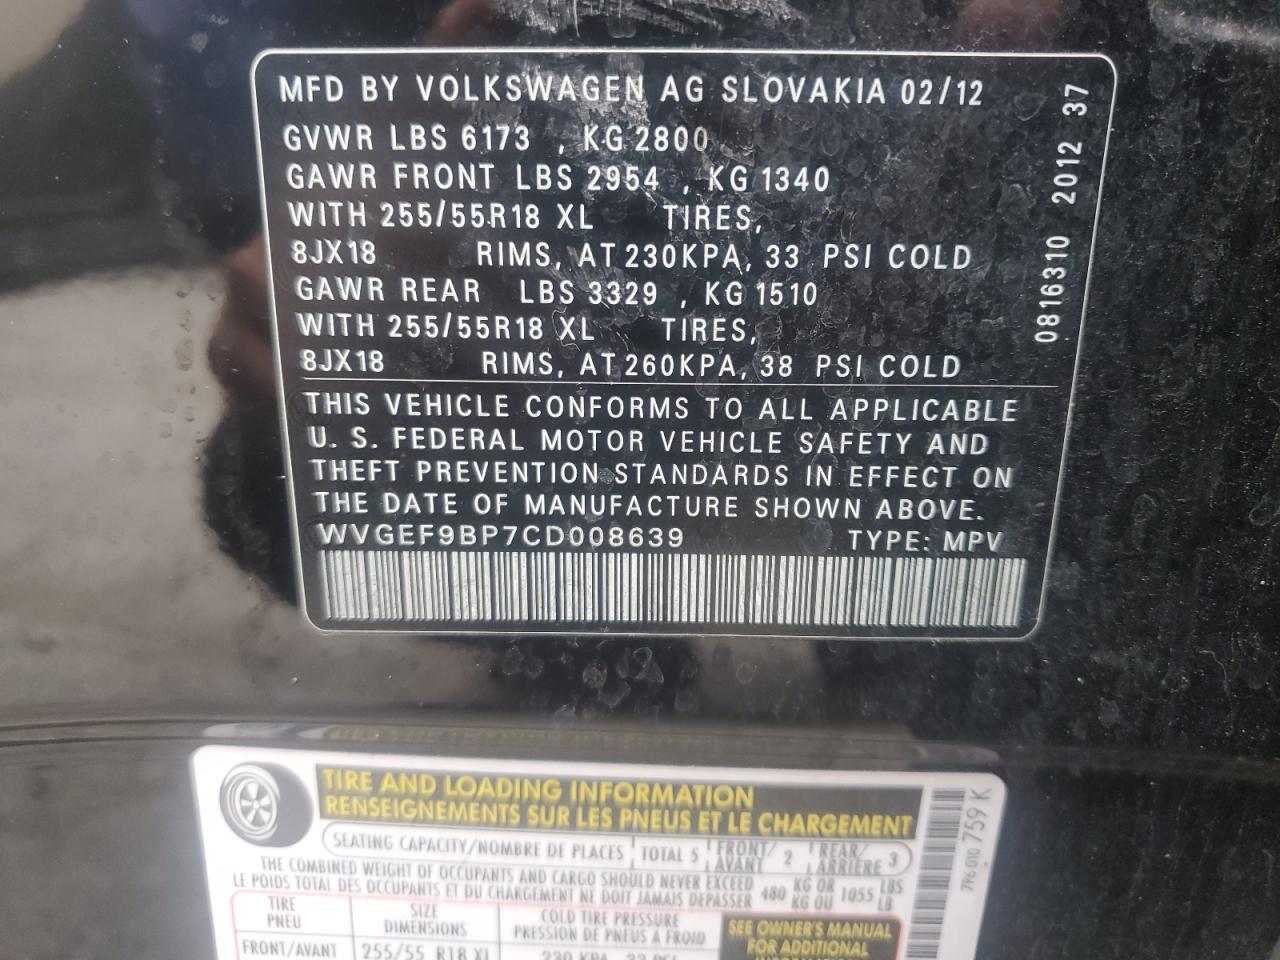 MFD BY VOLKSWAGEN AG SLOVAKIA 02/12
GVWR LBS 6173 , KG 2800
GAWR FRONT LBS 2954 , KG 1340
WITH 255/55R18 XL TIRES,
8JX18 RIMS, AT 230KPA, 33 PSI COLD
GAWR REAR LBS 3329 , KG 1510
WITH 255/55R18 XL TIRES,
8JX18 RIMS, AT 260KPA, 38 PSI COLD
THIS VEHICLE CONFORMS TO ALL APPLICABLE
U. S. FEDERAL MOTOR VEHICLE SAFETY AND
THEFT PREVENTION STANDARDS IN EFFECT ON
THE DATE OF MANUFACTURE SHOWN ABOVE.
WVGEF9BP7CD008639 TYPE: MPV
0816310 2012 37
TIRE AND LOADING INFORMATION
RENSEIGNEMENTS SUR LES PNEUS ET LE CHARGEMENT
SEATING CAPACITY/NOMBRE DE PLACES TOTAL 5 FRONT/AVANT 2 REAR/ARRIÈRE 3
THE COMBINED WEIGHT OF OCCUPANTS AND CARGO SHOULD NEVER EXCEED 480 KG OR 1055 LBS
LE POIDS TOTAL DES OCCUPANTS ET DU CHARGEMENT NE DOIT JAMAIS DÉPASSER KG OU LB
TIRE SIZE COLD TIRE PRESSURE
PNEU DIMENSIONS PRESSION DE PNEUS À FROID
SEE OWNER'S MANUAL
FOR ADDITIONAL
FRONT/AVANT 255/55 R18 XL 230 KPA, 33 PSI
7P6 010 759 K